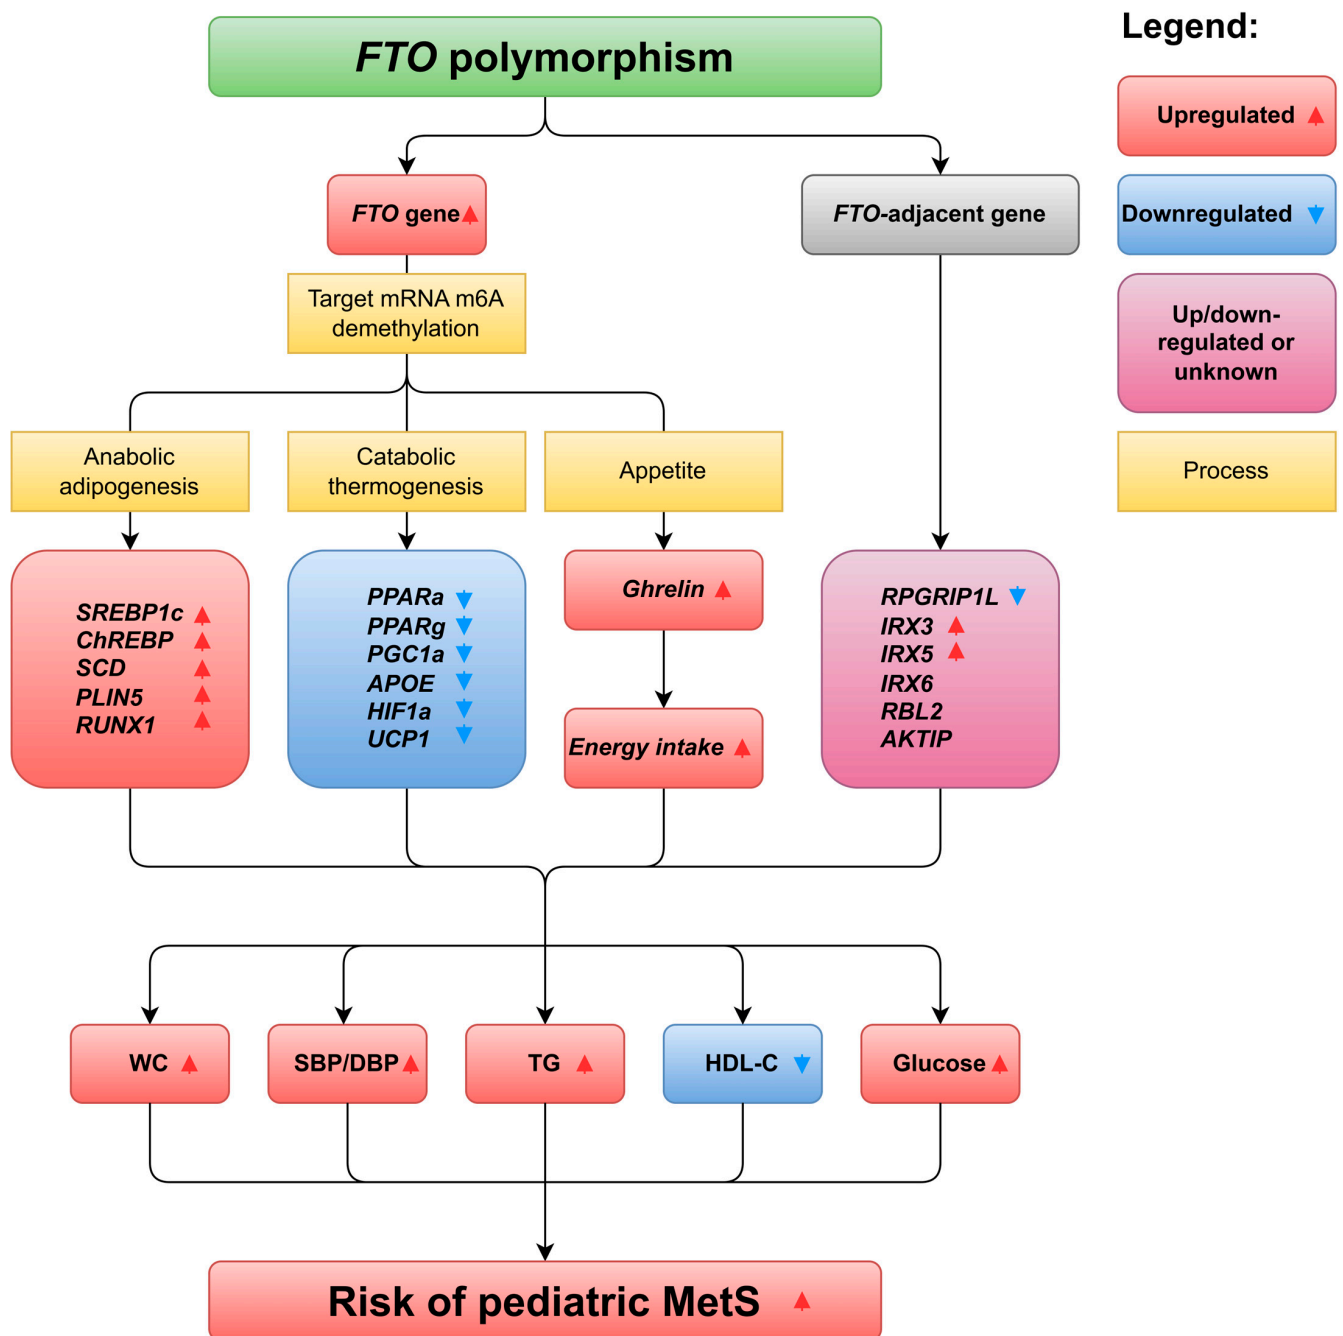 FTO polymorphism
Legend:
Upregulated
FTO gene
FTO-adjacent gene
Downregulated
Target mRNA m6A
demethylation
Up/down-
regulated or
unknown
Anabolic
adipogenesis
Catabolic
thermogenesis
Appetite
Process
SREBP1c
ChREBP
SCD
PLIN5
RUNX1
PPARa
PPARg
PGC1a
APOE
HIF1a
UCP1
Ghrelin
Energy intake
RPGRIP1L
IRX3
IRX5
IRX6
RBL2
AKTIP
WC
SBP/DBP
TG
HDL-C
Glucose
Risk of pediatric MetS